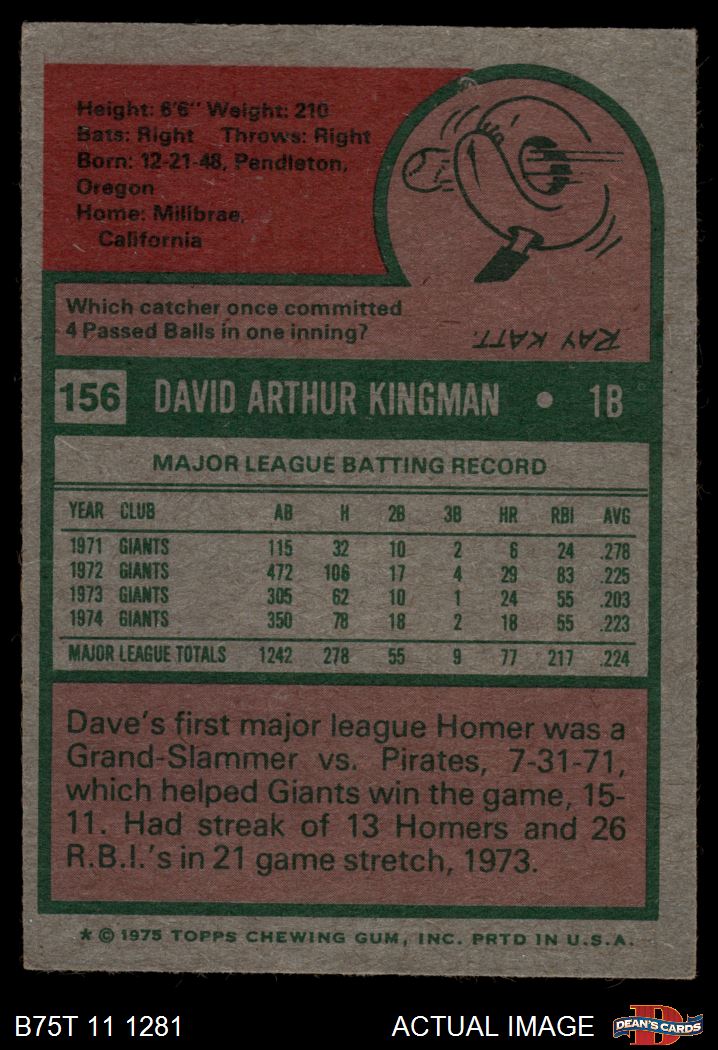 Height: 6'6" Weight: 210
Bats: Right Throws: Right
Born: 12-21-48, Pendleton,
Oregon
Home: Millbrae,
California
Which catcher once committed
4 Passed Balls in one inning?
RAY KATT.
156 DAVID ARTHUR KINGMAN • 1B
MAJOR LEAGUE BATTING RECORD
YEAR CLUB AB H 2B 3B HR RBI AVG
1971 GIANTS 115 32 10 2 6 24 .278
1972 GIANTS 472 106 17 4 29 83 .225
1973 GIANTS 305 62 10 1 24 55 .203
1974 GIANTS 350 78 18 2 18 55 .223
MAJOR LEAGUE TOTALS 1242 278 55 9 77 217 .224
Dave's first major league Homer was a
Grand-Slammer vs. Pirates, 7-31-71,
which helped Giants win the game, 15-
11. Had streak of 13 Homers and 26
R.B.I.'s in 21 game stretch, 1973.
* © 1975 TOPPS CHEWING GUM, INC. PRTD IN U.S.A.
B75T 11 1281 ACTUAL IMAGE DEAN'S CARDS